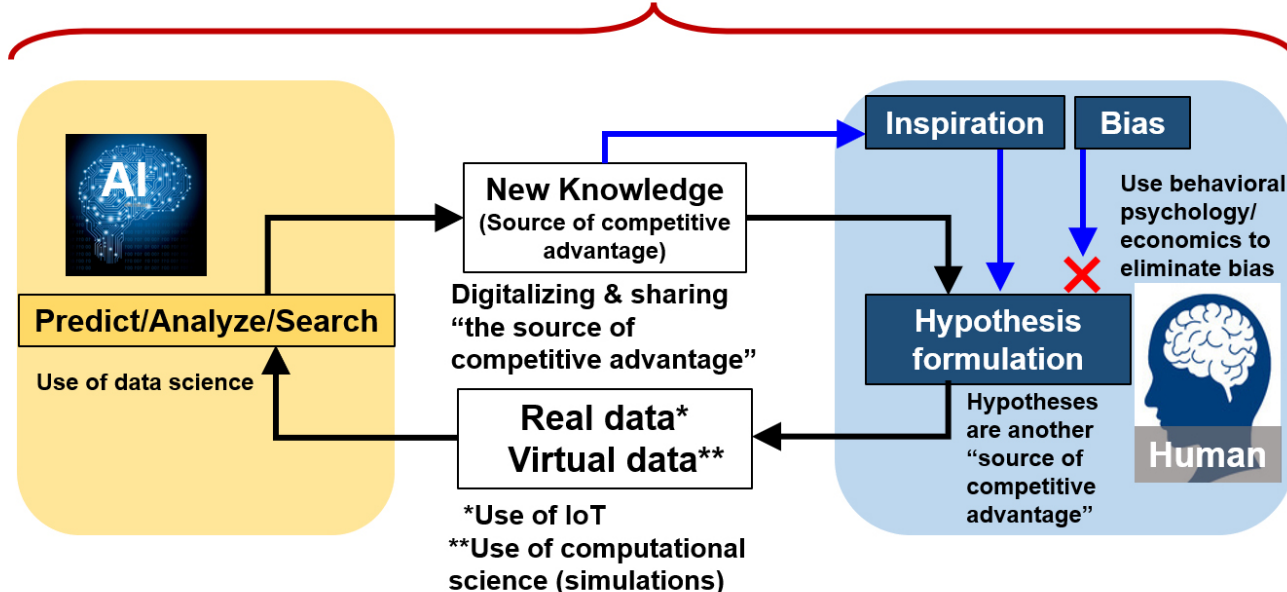 AI
Predict/Analyze/Search
Use of data science
New Knowledge
(Source of competitive
advantage)
Digitalizing & sharing
“the source of
competitive advantage”
Real data*
Virtual data**
*Use of IoT
**Use of computational
science (simulations)
Inspiration
Bias
Use behavioral
psychology/
economics to
eliminate bias
Hypothesis
formulation
Hypotheses
are another
“source of
competitive
advantage”
Human